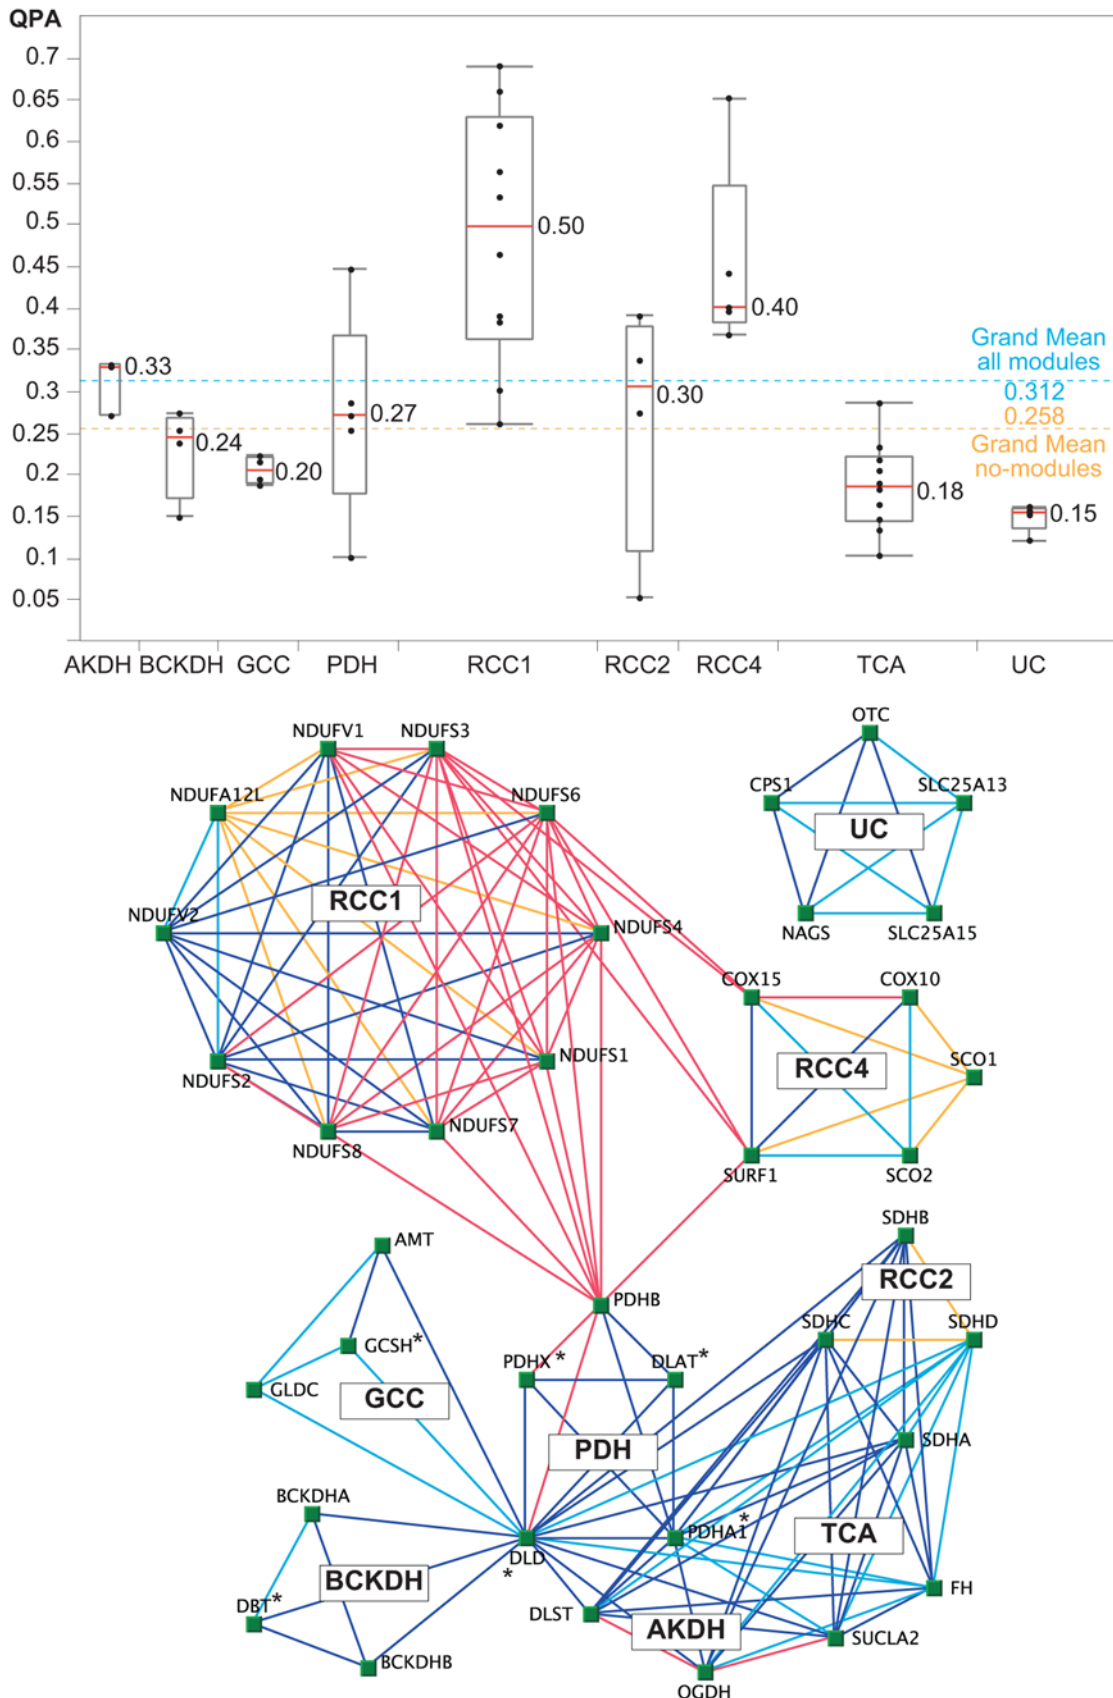 QPA
0.7
0.65
0.6
0.55
0.5
0.45
0.4
0.35
0.3
0.25
0.2
0.15
0.1
0.05
0.33
0.24
0.20
0.27
0.50
0.30
0.40
0.18
0.15
Grand Mean
all modules
0.312
0.258
Grand Mean
no-modules
AKDH BCKDH GCC PDH RCC1 RCC2 RCC4 TCA UC
NDUFV1
NDUFS3
NDUFA12L
NDUFS6
RCC1
NDUFV2
NDUFS4
NDUFS2
NDUFS1
NDUFS8
NDUFS7
OTC
CPS1
SLC25A13
UC
NAGS
SLC25A15
COX15
COX10
RCC4
SCO1
SURF1
SCO2
AMT
GCSH*
GLDC
GCC
PDHB
PDHX*
DLAT*
PDH
SDHB
RCC2
SDHC
SDHD
SDHA
TCA
BCKDHA
BCKDH
DBT*
BCKDHB
DLD
*
PDHA1*
DLST
AKDH
FH
SUCLA2
OGDH